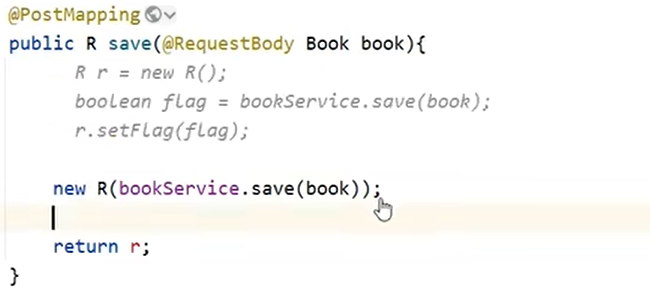 @PostMapping
public R save(@RequestBody Book book){
R r = new R();
boolean flag = bookService.save(book);
r.setFlag(flag);
new R(bookService.save(book));
return r;
}